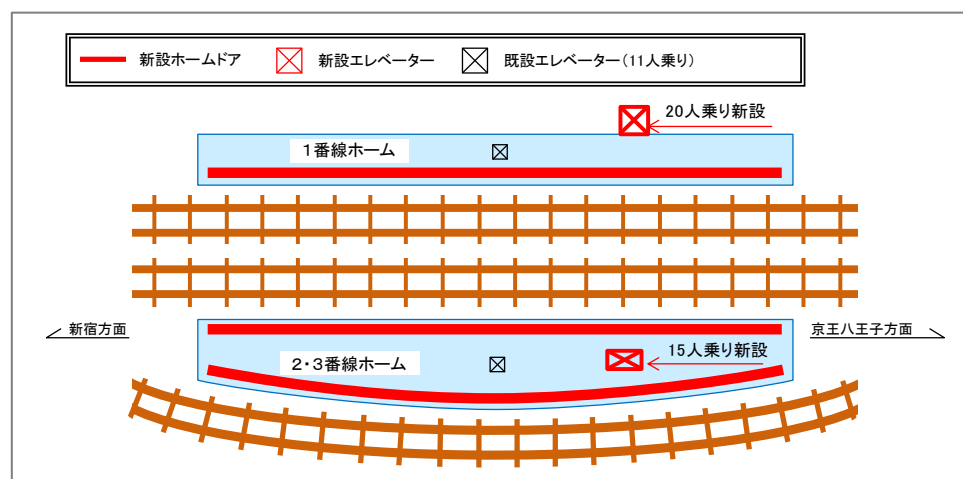 新設ホームドア 新設エレベーター 既設エレベーター(11人乗り)
20人乗り新設
1番線ホーム
新宿方面
京王八王子方面
15人乗り新設
2・3番線ホーム